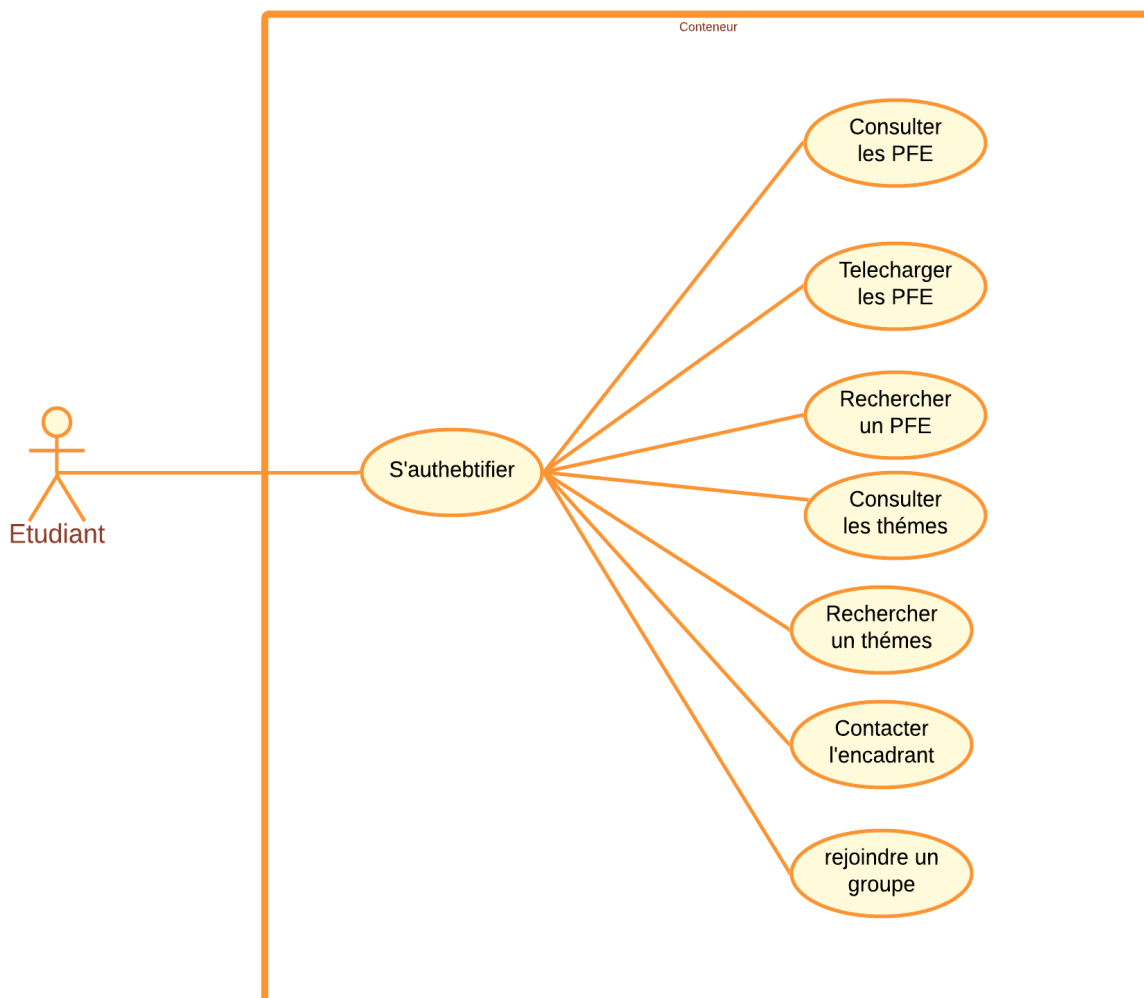 Conteneur
Consulter
les PFE
Telecharger
les PFE
Rechercher
un PFE
S'authebtifier
Consulter
les thémes
Etudiant
Rechercher
un thémes
Contacter
l'encadrant
rejoindre un
groupe